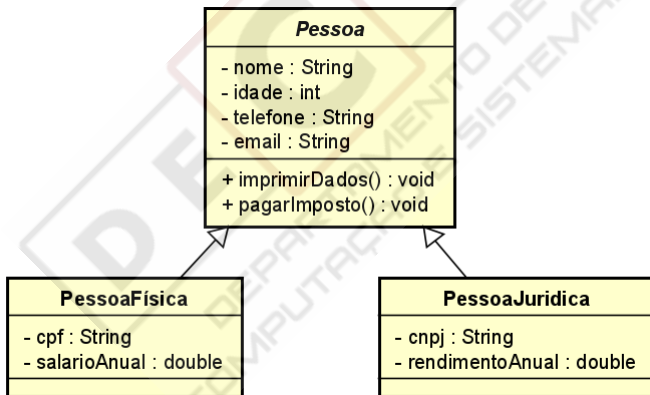 Pessoa
- nome : String
- idade : int
- telefone : String
- email : String
+ imprimirDados() : void
+ pagarImposto() : void
PessoaFísica
- cpf : String
- salarioAnual : double
PessoaJuridica
- cnpj : String
- rendimentoAnual : double